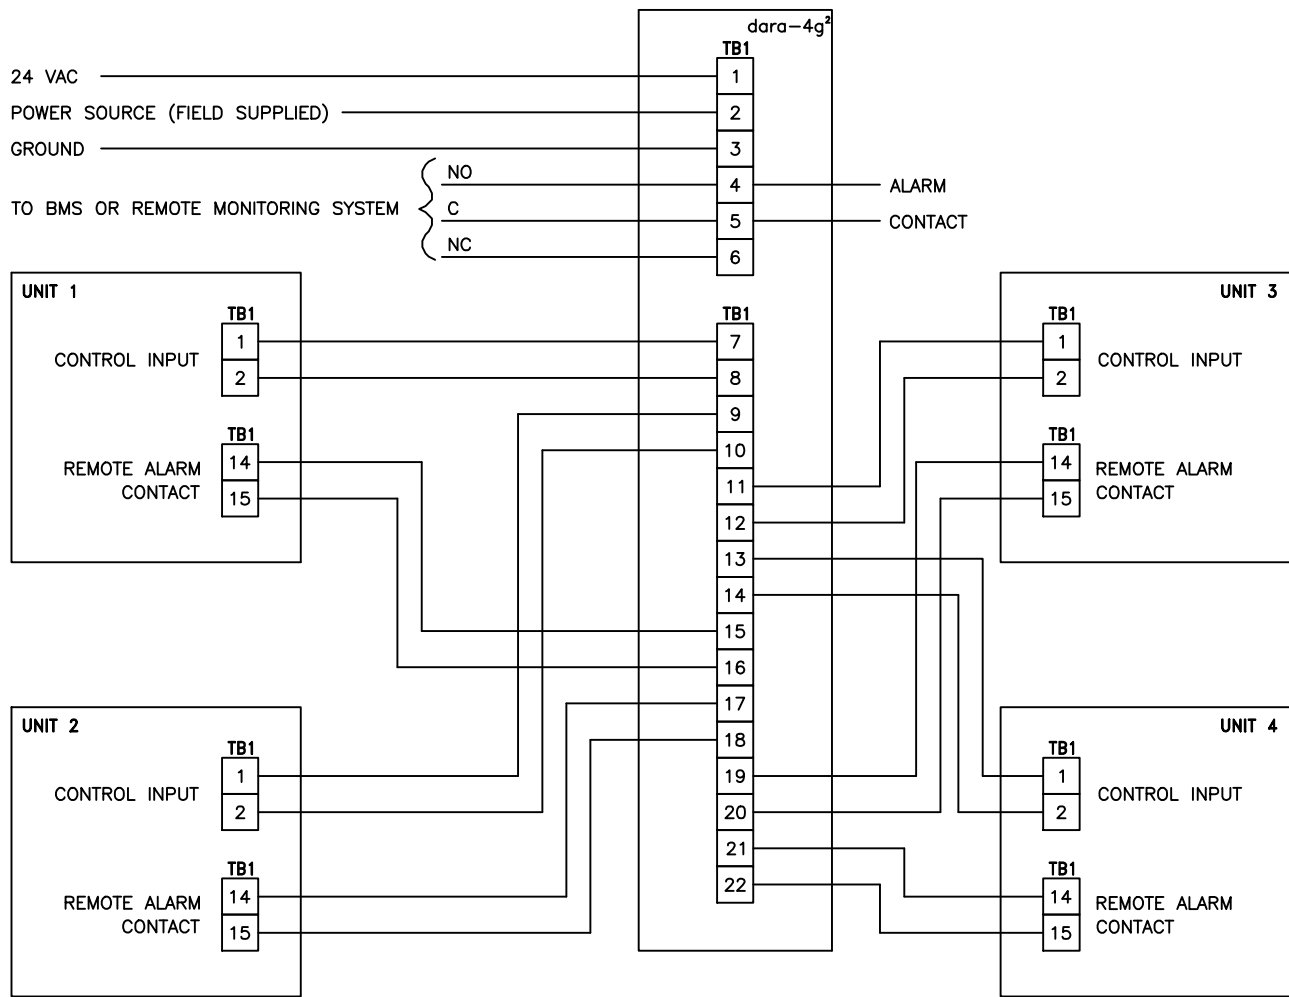 dara-4g²
TB1
24 VAC
1
POWER SOURCE (FIELD SUPPLIED)
2
GROUND
3
NO
4
ALARM
TO BMS OR REMOTE MONITORING SYSTEM
C
5
CONTACT
NC
6
UNIT 1
TB1
1
CONTROL INPUT
2
TB1
14
REMOTE ALARM
CONTACT
15
TB1
7
8
9
10
11
12
13
14
15
16
17
18
19
20
21
22
UNIT 3
TB1
1
CONTROL INPUT
2
TB1
14
REMOTE ALARM
CONTACT
15
UNIT 2
TB1
1
CONTROL INPUT
2
TB1
14
REMOTE ALARM
CONTACT
15
UNIT 4
TB1
1
CONTROL INPUT
2
TB1
14
REMOTE ALARM
CONTACT
15